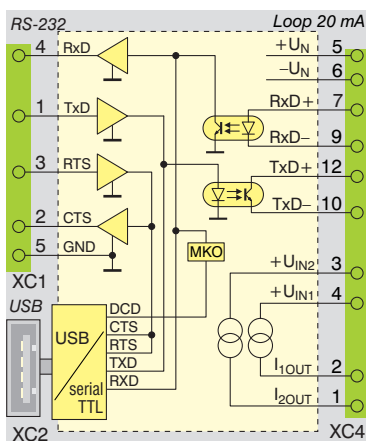 RS-232
Loop 20 mA
4 RxD
1 TxD
3 RTS
2 CTS
5 GND
XC1
USB
XC2
USB
serial
TTL
DCD
CTS
RTS
TXD
RXD
MKO
+UN 5
−UN 6
RxD+ 7
RxD− 9
TxD+ 12
TxD− 10
+UIN2 3
+UIN1 4
I1OUT 2
I2OUT 1
XC4